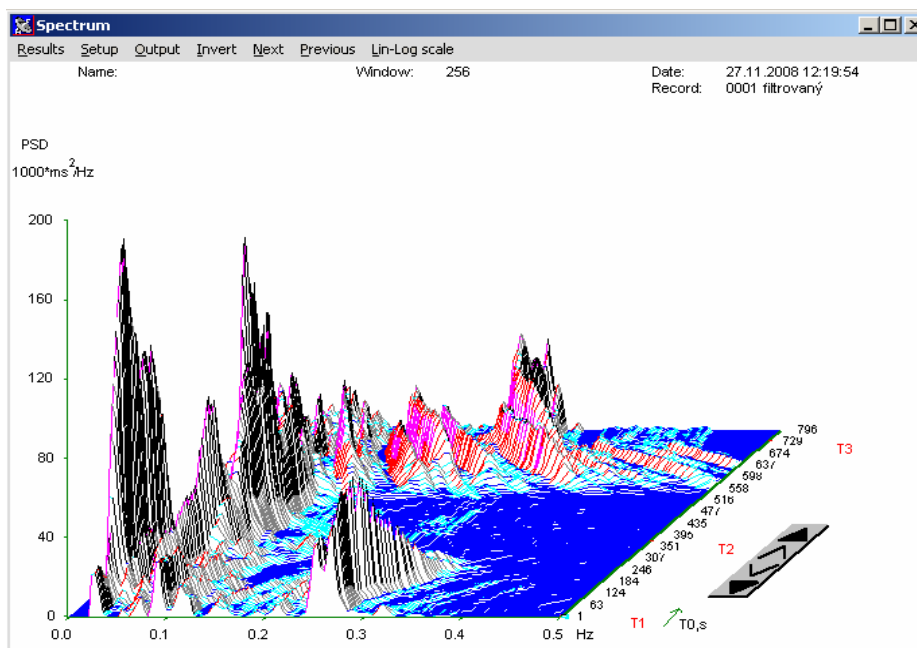 Spectrum
Results Setup Output Invert Next Previous Lin-Log scale
Name: Window: 256 Date: 27.11.2008 12:19:54
Record: 0001 filtrovaný
PSD
1000*ms²/Hz
200
160
120
80
40
0
0.0 0.1 0.2 0.3 0.4 0.5 Hz
1
63
124
184
246
307
351
395
435
477
516
558
598
637
674
729
796
T1
T2
T3
T0,s